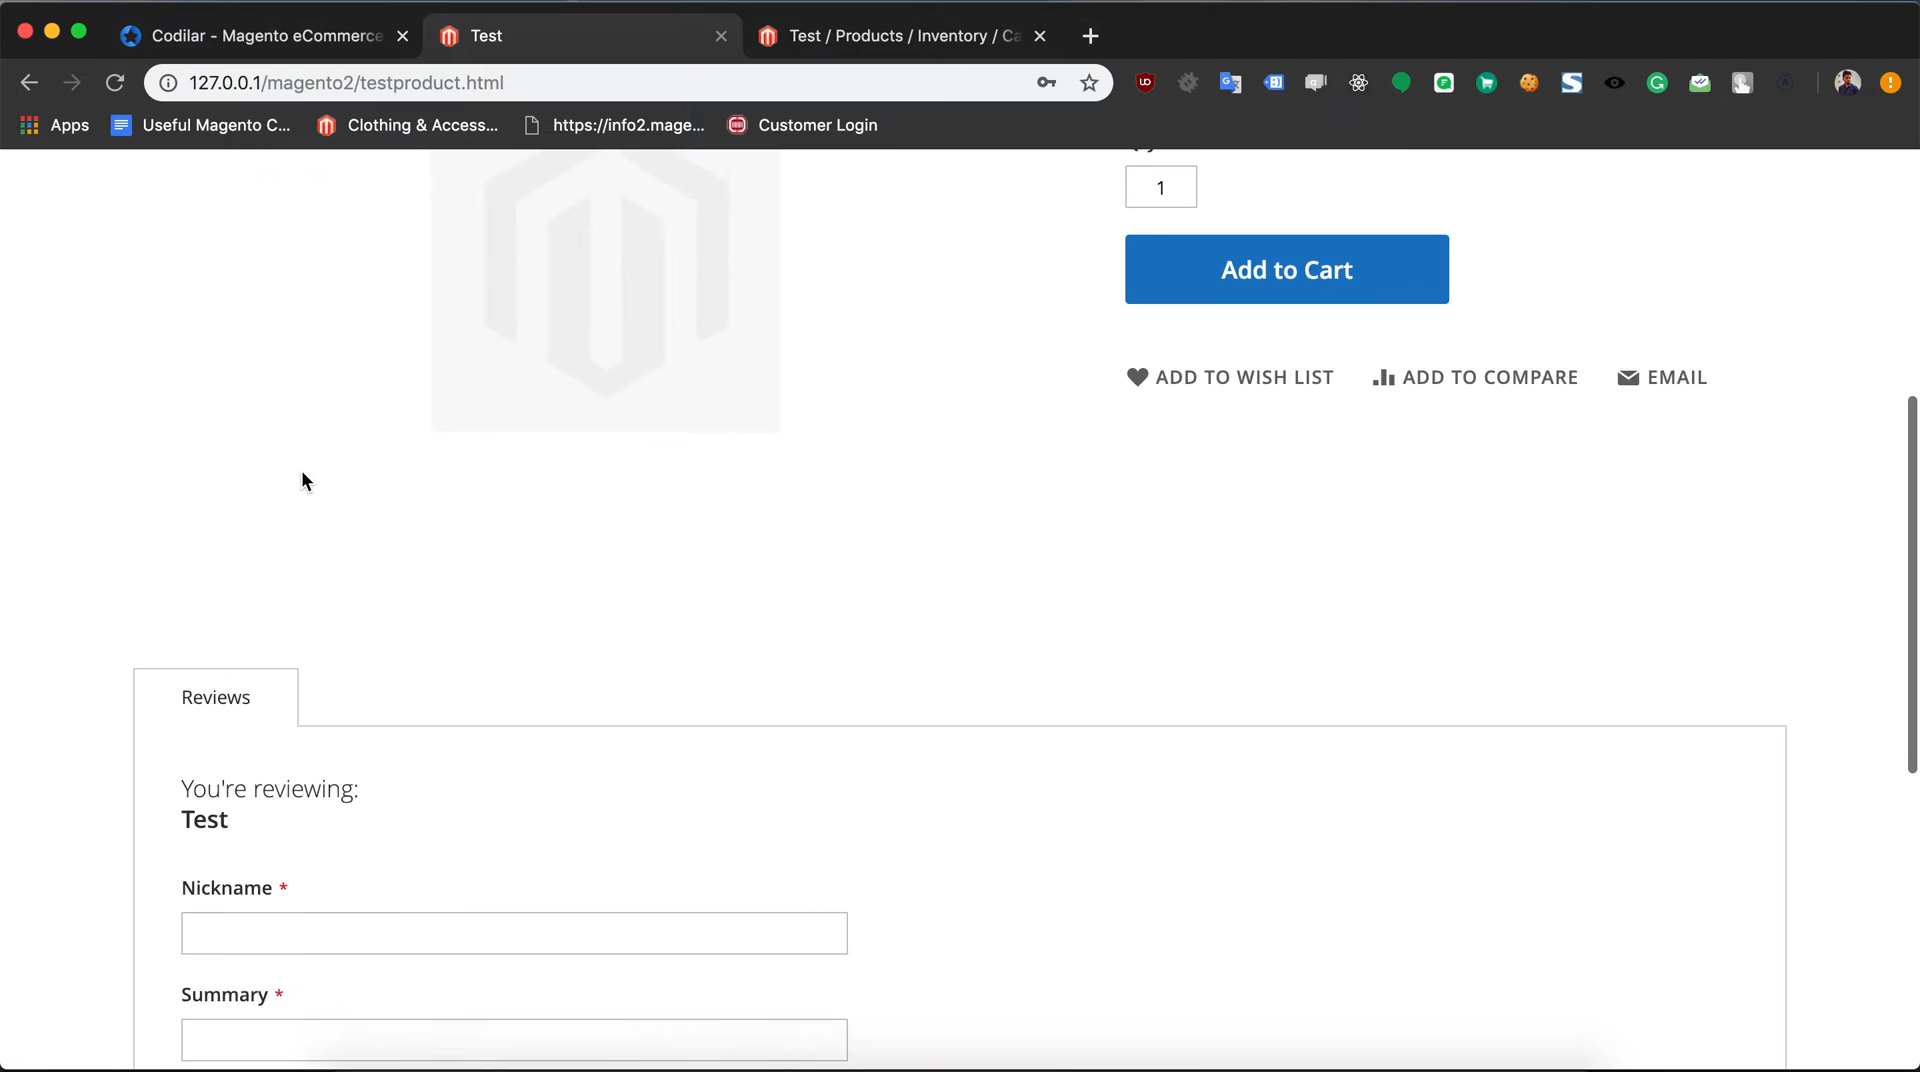 Codilar - Magento eCommerce
Test
Test / Products / Inventory / Ca
127.0.0.1/magento2/testproduct.html
Apps
Useful Magento C...
Clothing & Access...
https://info2.mage...
Customer Login
1
Add to Cart
ADD TO WISH LIST
ADD TO COMPARE
EMAIL
Reviews
You're reviewing:
Test
Nickname *
Summary *